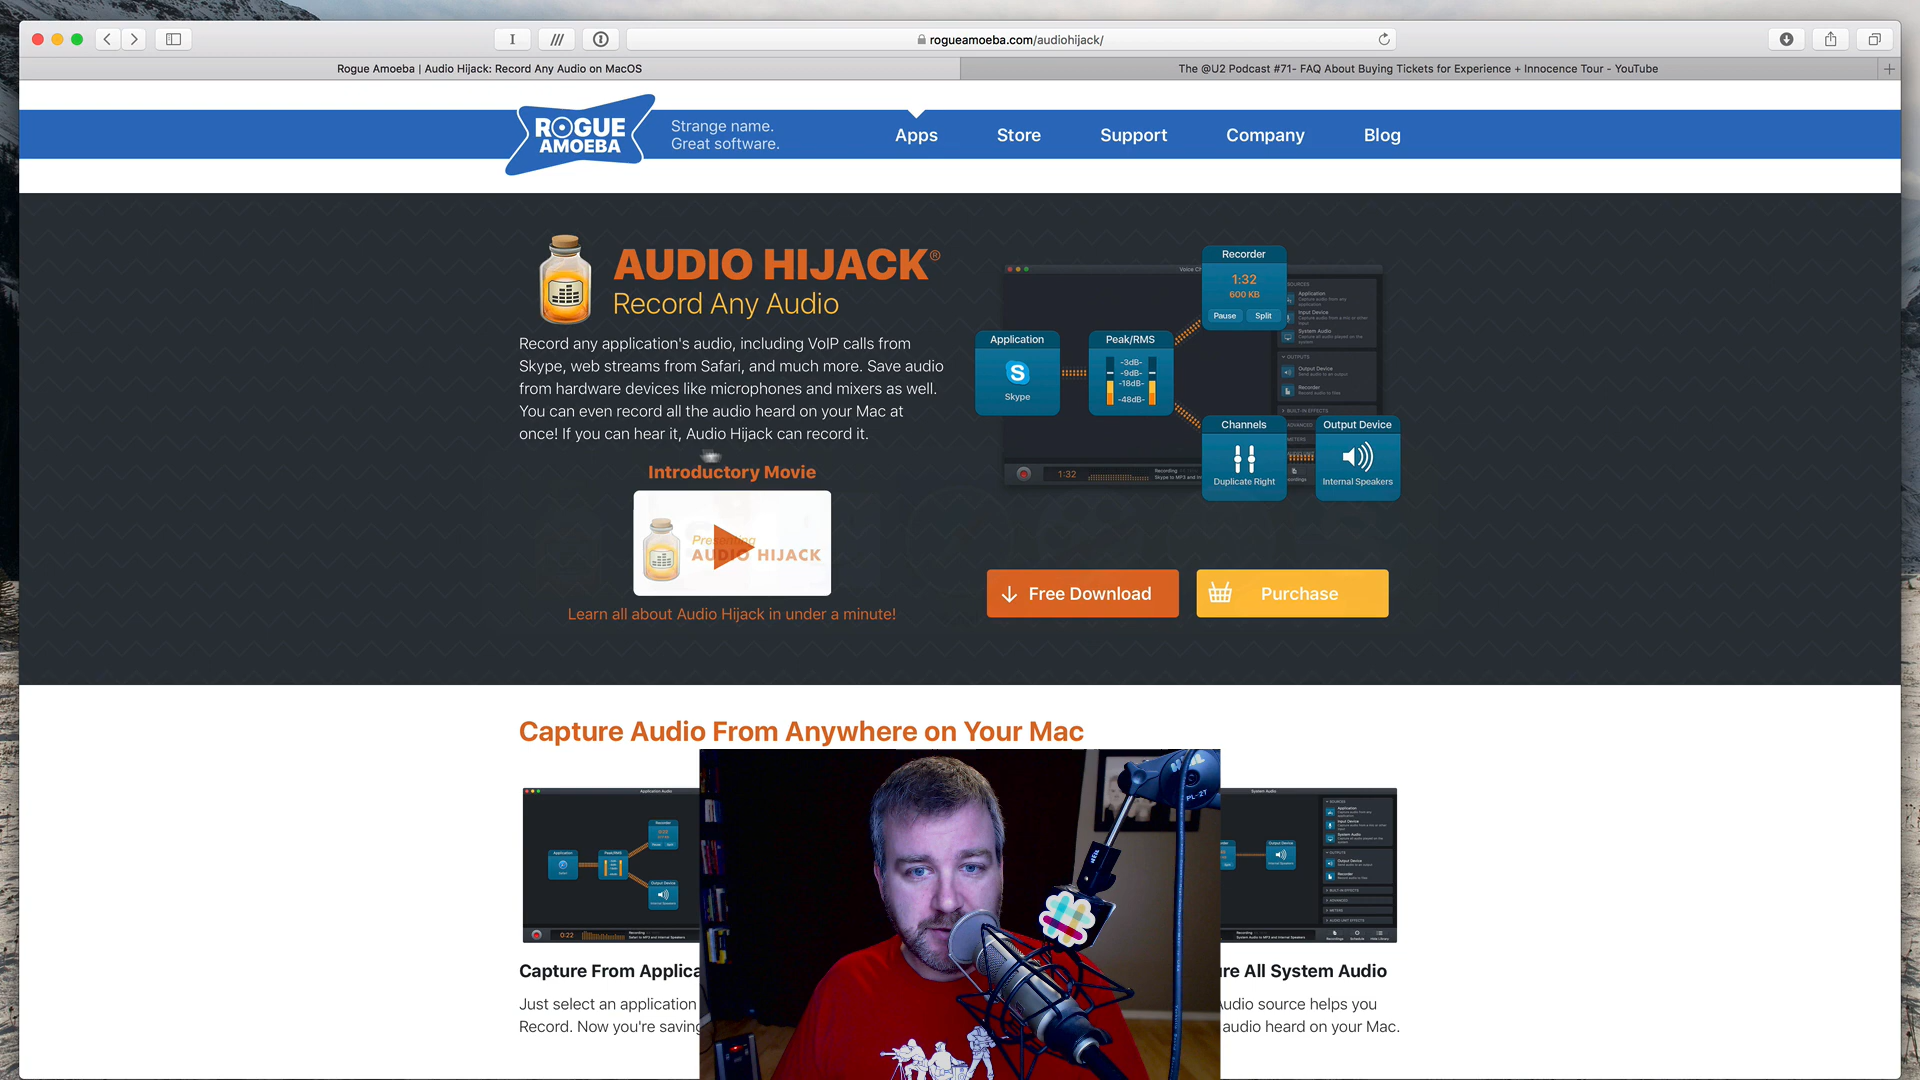 rogueamoeba.com/audiohijack/
Rogue Amoeba | Audio Hijack: Record Any Audio on MacOS
The @U2 Podcast #71- FAQ About Buying Tickets for Experience + Innocence Tour - YouTube
ROGUE
AMOEBA
Strange name.
Great software.
Apps
Store
Support
Company
Blog
AUDIO HIJACK®
Record Any Audio
Record any application's audio, including VoIP calls from
Skype, web streams from Safari, and much more. Save audio
from hardware devices like microphones and mixers as well.
You can even record all the audio heard on your Mac at
once! If you can hear it, Audio Hijack can record it.
Introductory Movie
Presenting
AUDIO HIJACK
Learn all about Audio Hijack in under a minute!
Recorder
1:32
600 KB
Pause
Split
Application
Skype
Peak/RMS
-3dB-
-9dB-
-18dB-
-48dB-
Channels
Duplicate Right
Output Device
Internal Speakers
1:32
Free Download
Purchase
Capture Audio From Anywhere on Your Mac
Capture From Applica
Just select an application
Record. Now you're saving
re All System Audio
Audio source helps you
audio heard on your Mac.
PL-2T